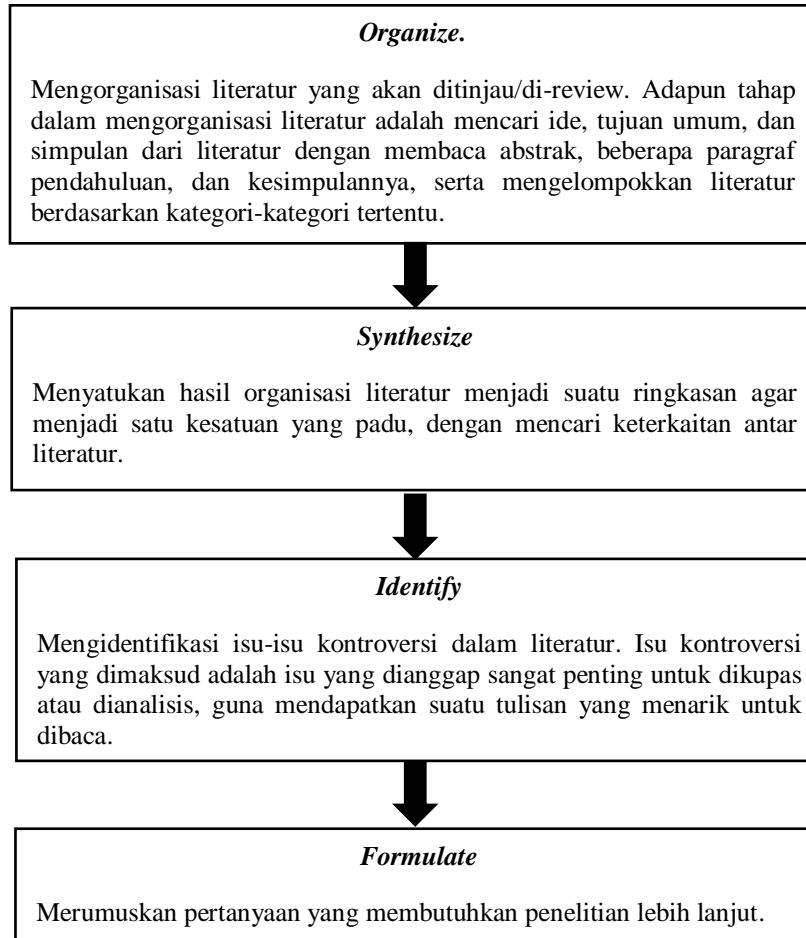 Organize.
Mengorganisasi literatur yang akan ditinjau/di-review. Adapun tahap
dalam mengorganisasi literatur adalah mencari ide, tujuan umum, dan
simpulan dari literatur dengan membaca abstrak, beberapa paragraf
pendahuluan, dan kesimpulannya, serta mengelompokkan literatur
berdasarkan kategori-kategori tertentu.
Synthesize
Menyatukan hasil organisasi literatur menjadi suatu ringkasan agar
menjadi satu kesatuan yang padu, dengan mencari keterkaitan antar
literatur.
Identify
Mengidentifikasi isu-isu kontroversi dalam literatur. Isu kontroversi
yang dimaksud adalah isu yang dianggap sangat penting untuk dikupas
atau dianalisis, guna mendapatkan suatu tulisan yang menarik untuk
dibaca.
Formulate
Merumuskan pertanyaan yang membutuhkan penelitian lebih lanjut.